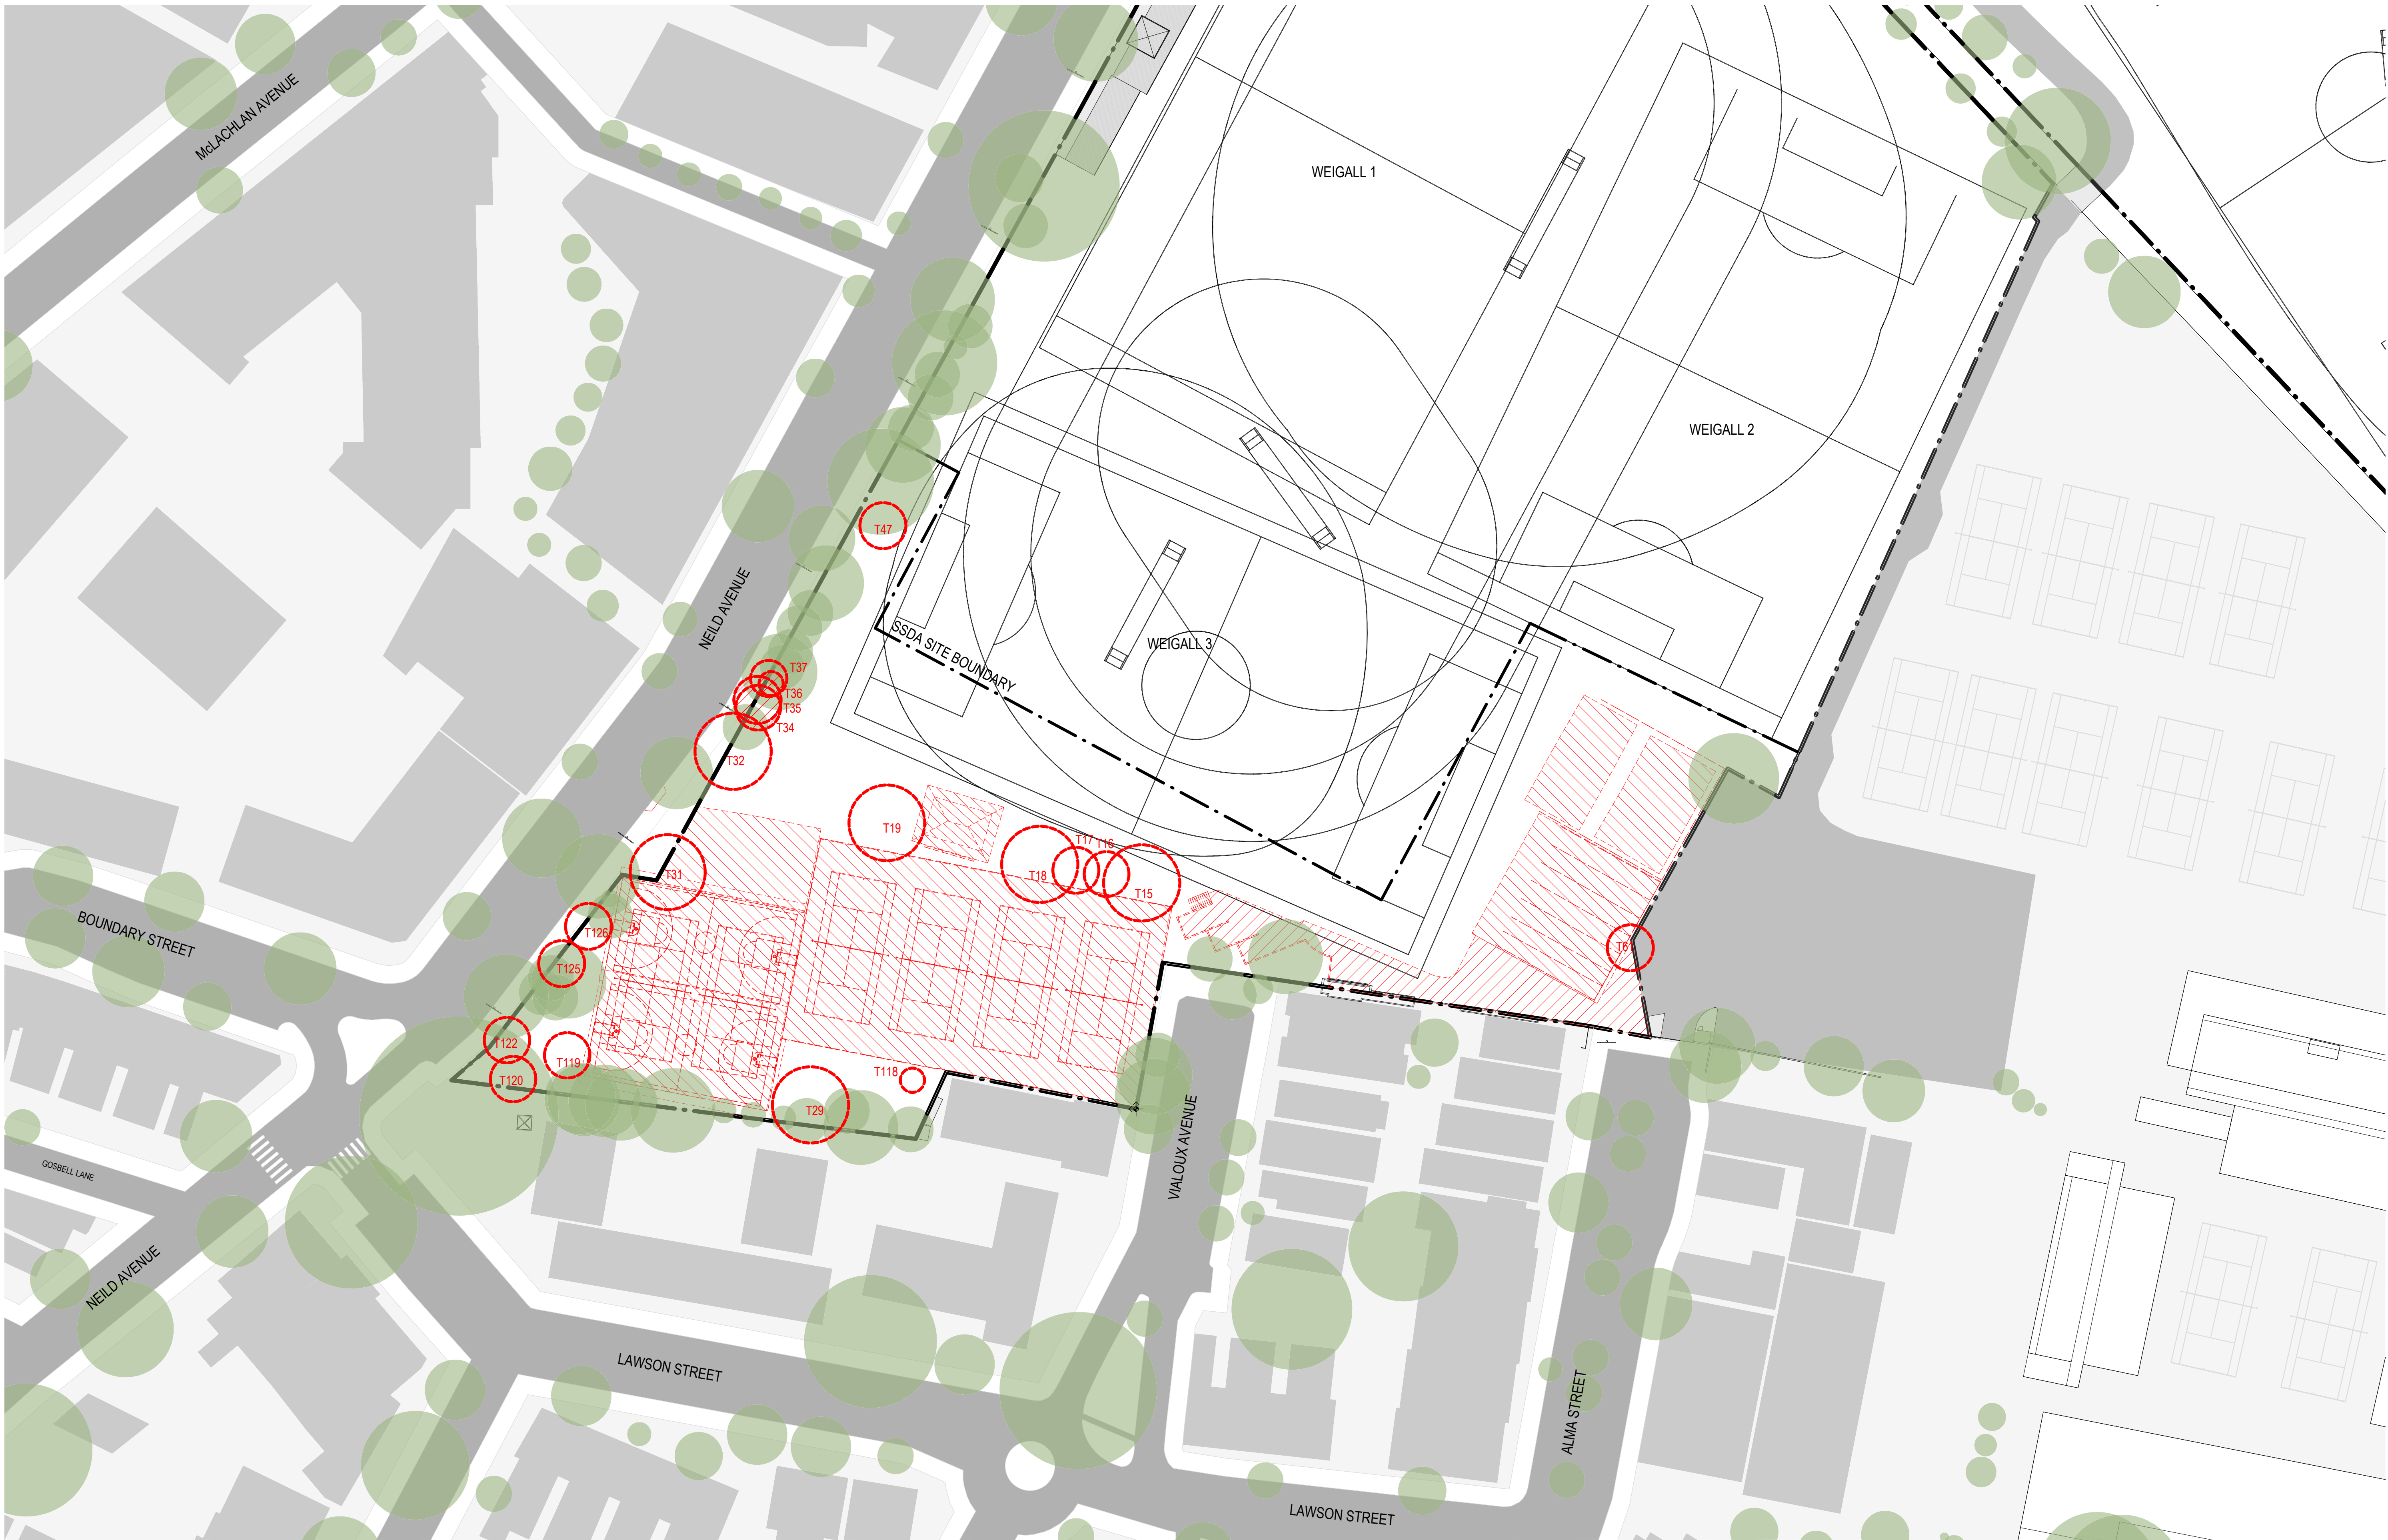 McLACHLAN AVENUE
WEIGALL 1
WEIGALL 2
T47
NEILD AVENUE
SSDA SITE BOUNDARY
WEIGALL 3
T37
T36
T35
T34
T32
T19
T17
T16
T18
T15
T31
BOUNDARY STREET
T126
T125
T6
T122
T119
T120
T118
T29
VIALOUX AVENUE
GOSBELL LANE
NEILD AVENUE
LAWSON STREET
ALMA STREET
LAWSON STREET